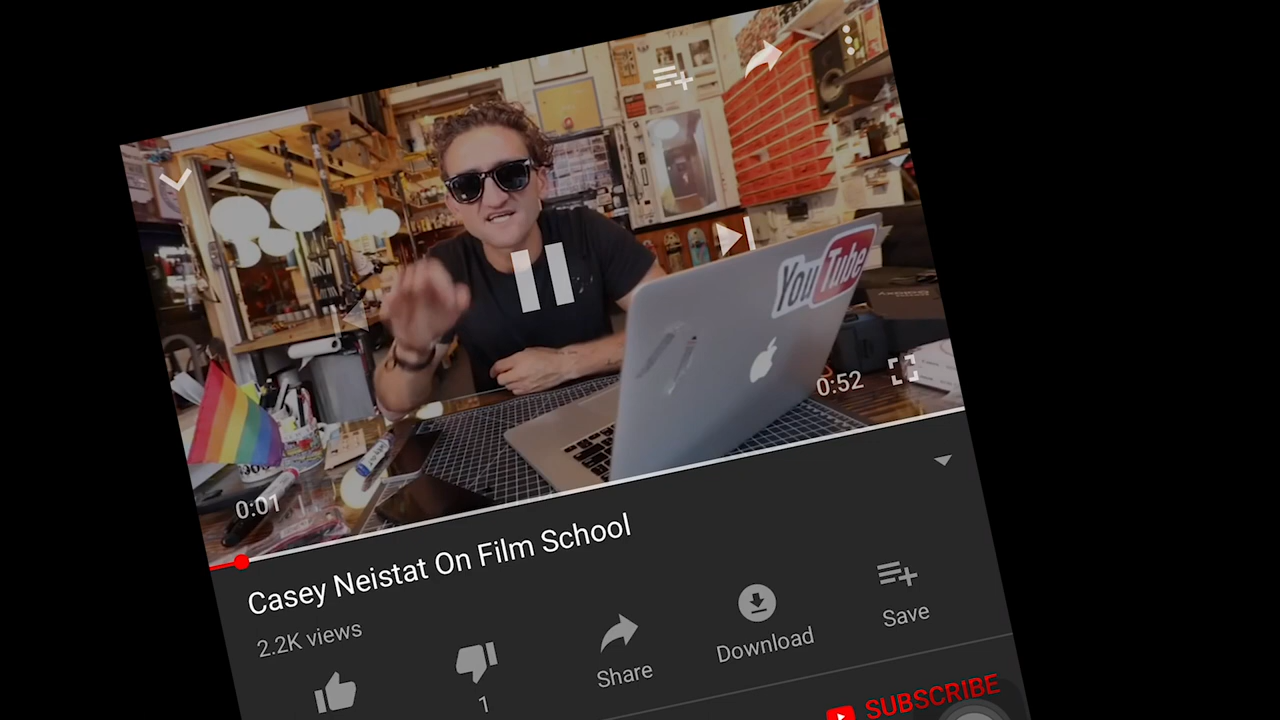 YouTube
0:52
0:01
Casey Neistat On Film School
2.2K views
1
Share
Download
Save
SUBSCRIBE